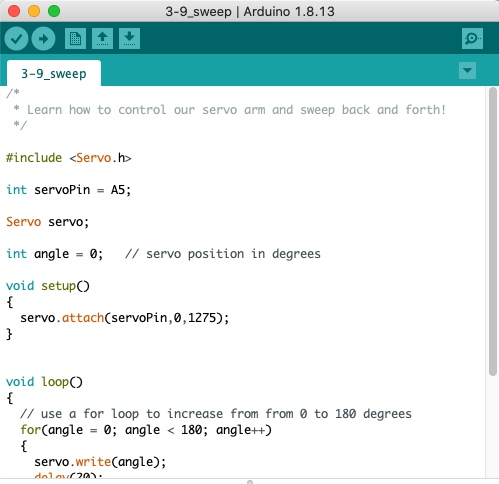 3-9_sweep | Arduino 1.8.13
3-9_sweep
/*
 * Learn how to control our servo arm and sweep back and forth!
 */
#include <Servo.h>
int servoPin = A5;
Servo servo;
int angle = 0;   // servo position in degrees
void setup()
{
  servo.attach(servoPin,0,1275);
}
void loop()
{
  // use a for loop to increase from from 0 to 180 degrees
  for(angle = 0; angle < 180; angle++)
  {
    servo.write(angle);
    delay(20);